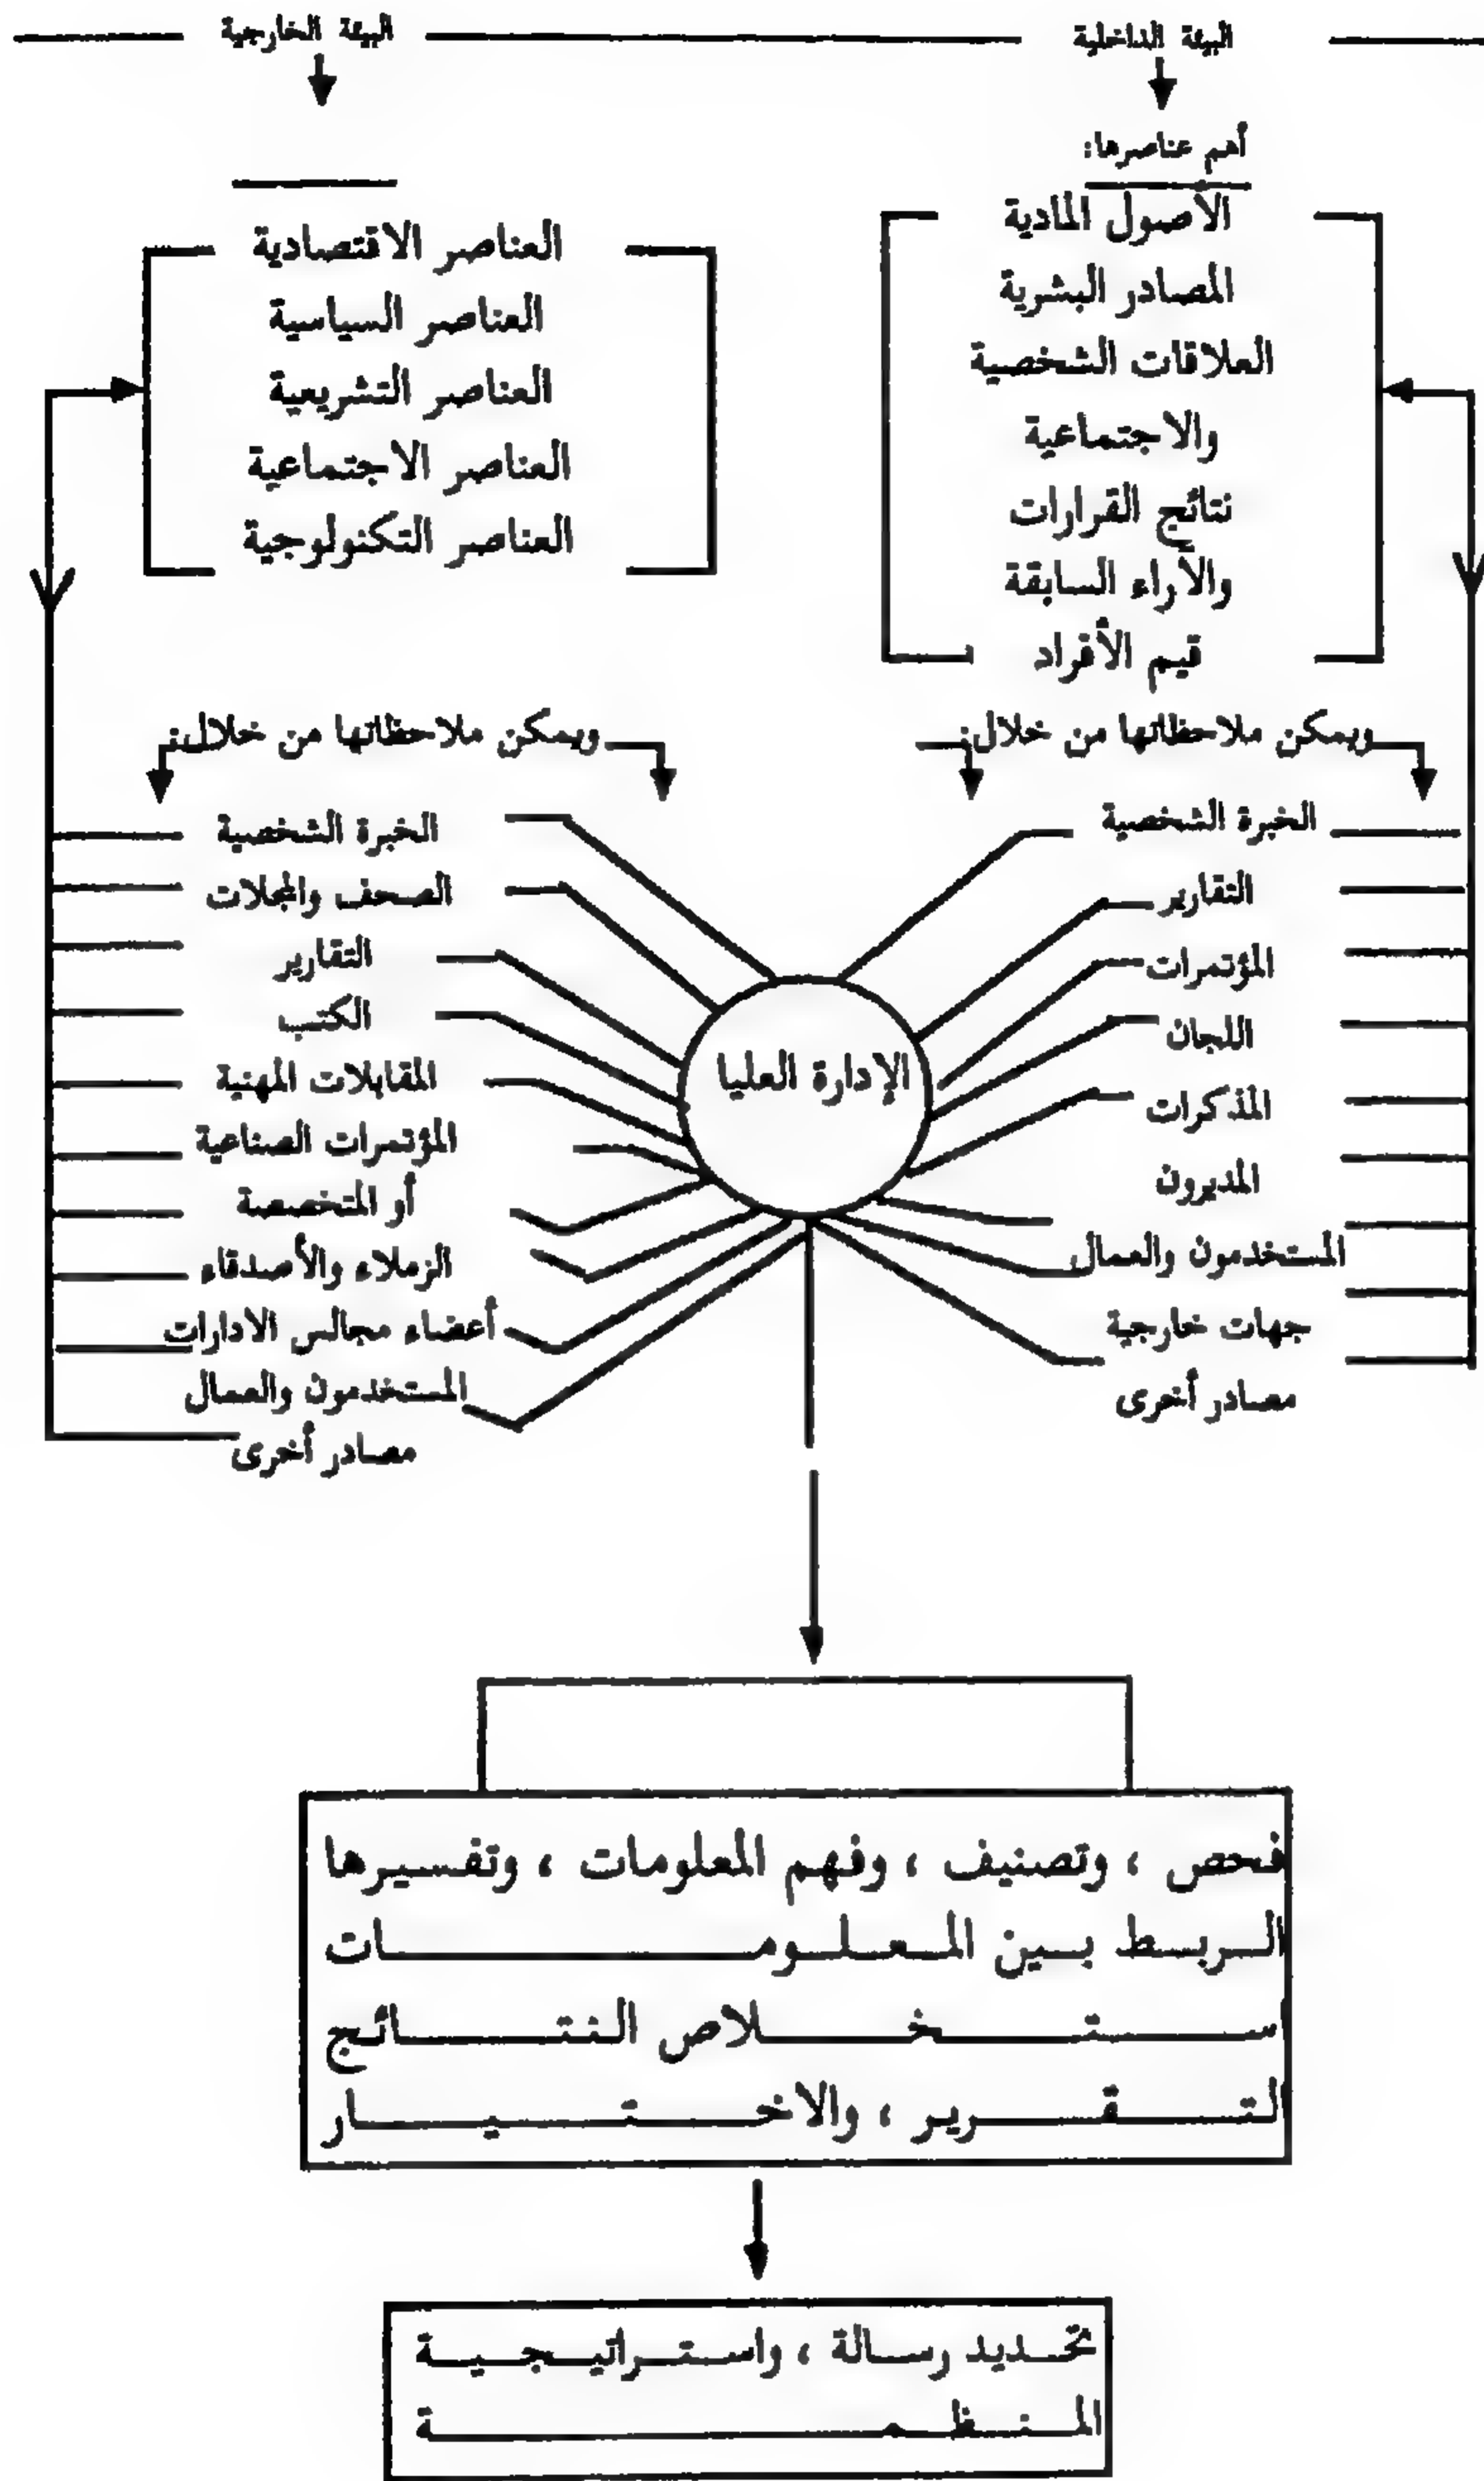 البيئة الداخلية
أهم عناصرها:
الأصول المادية
المصادر البشرية
العلاقات الشخصية
والاجتماعية
نتائج القرارات
والآراء السابقة
قيم الأفراد
ويمكن ملاحظاتها من خلال:
الخبرة الشخصية
التقارير
المؤتمرات
اللجان
المذكرات
المديرون
المستخدمون والعمال
جهات خارجية
مصادر أخرى
البيئة الخارجية
العناصر الاقتصادية
العناصر السياسية
العناصر التشريعية
العناصر الاجتماعية
العناصر التكنولوجية
ويمكن ملاحظاتها من خلال:
الخبرة الشخصية
الصحف والمجلات
التقارير
الكتب
المقابلات المهنية
المؤتمرات الصناعية
أو المتخصصة
الزملاء والأصدقاء
أعضاء مجالس الادارات
المستخدمون والعمال
مصادر أخرى
الإدارة العليا
فحص ، وتصنيف ، وفهم المعلومات ، وتفسيرها
الربط بين المعلومات
استخلاص النتائج
التقرير ، والاختيار
تحديد رسالة ، واستراتيجية
المنظمة